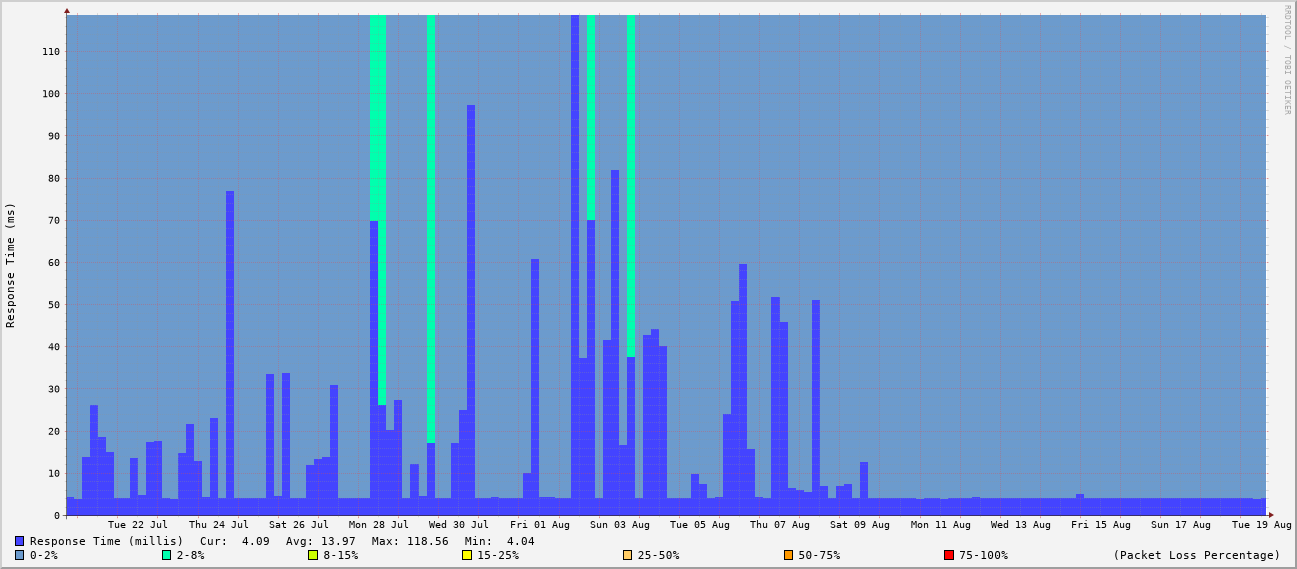 RRDTOOL / TOBI OETIKER
Response Time (ms)
110
100
90
80
70
60
50
40
30
20
10
0
Tue 22 Jul Thu 24 Jul Sat 26 Jul Mon 28 Jul Wed 30 Jul Fri 01 Aug Sun 03 Aug Tue 05 Aug Thu 07 Aug Sat 09 Aug Mon 11 Aug Wed 13 Aug Fri 15 Aug Sun 17 Aug Tue 19 Aug
Response Time (millis) Cur: 4.09 Avg: 13.97 Max: 118.56 Min: 4.04
0-2% 2-8% 8-15% 15-25% 25-50% 50-75% 75-100% (Packet Loss Percentage)